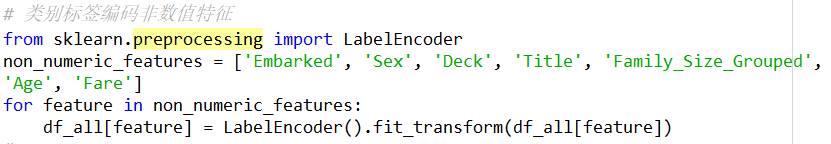 # 类别标签编码非数值特征
from sklearn.preprocessing import LabelEncoder
non_numeric_features = ['Embarked', 'Sex', 'Deck', 'Title', 'Family_Size_Grouped',
'Age', 'Fare']
for feature in non_numeric_features:
    df_all[feature] = LabelEncoder().fit_transform(df_all[feature])